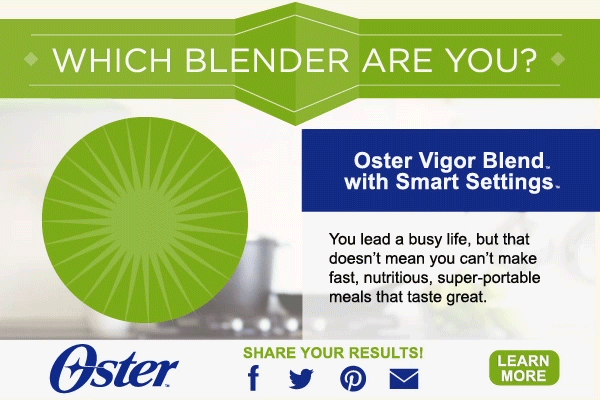 WHICH BLENDER ARE YOU?
Oster Vigor Blend™
with Smart Settings™
You lead a busy life, but that
doesn't mean you can't make
fast, nutritious, super-portable
meals that taste great.
SHARE YOUR RESULTS!
Oster™
LEARN
MORE